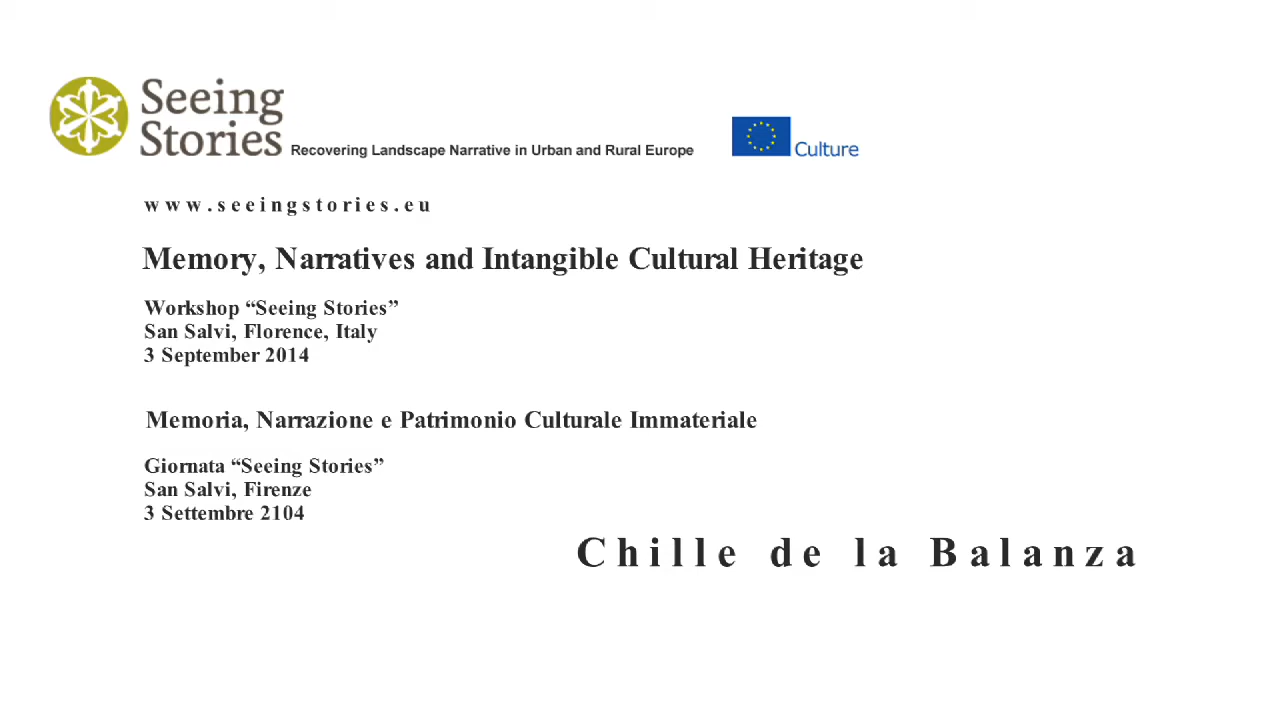 Seeing
Stories Recovering Landscape Narrative in Urban and Rural Europe
Culture
www.seeingstories.eu
Memory, Narratives and Intangible Cultural Heritage
Workshop “Seeing Stories”
San Salvi, Florence, Italy
3 September 2014
Memoria, Narrazione e Patrimonio Culturale Immateriale
Giornata “Seeing Stories”
San Salvi, Firenze
3 Settembre 2104
Chille de la Balanza